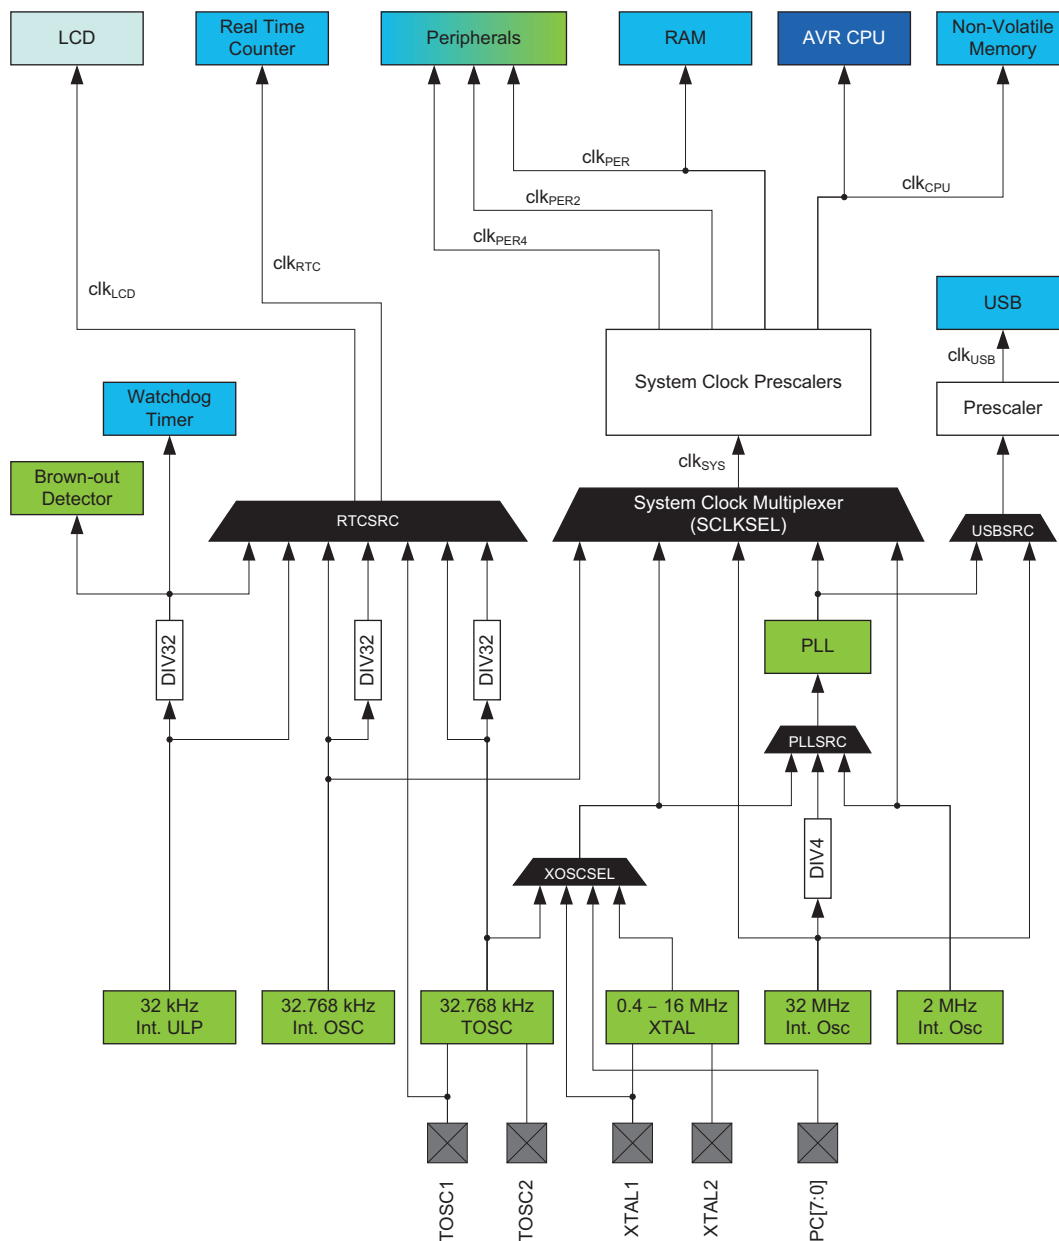 LCD
Real Time
Counter
Peripherals
RAM
AVR CPU
Non-Volatile
Memory
clkPER
clkCPU
clkPER2
clkPER4
clkRTC
clkLCD
USB
clkUSB
System Clock Prescalers
Prescaler
Watchdog
Timer
Brown-out
Detector
clkSYS
RTCSRC
System Clock Multiplexer
(SCLKSEL)
USBSRC
DIV32
DIV32
DIV32
PLL
PLLSRC
DIV4
XOSCSEL
32 kHz
Int. ULP
32.768 kHz
Int. OSC
32.768 kHz
TOSC
0.4 – 16 MHz
XTAL
32 MHz
Int. Osc
2 MHz
Int. Osc
TOSC1
TOSC2
XTAL1
XTAL2
PC[7:0]